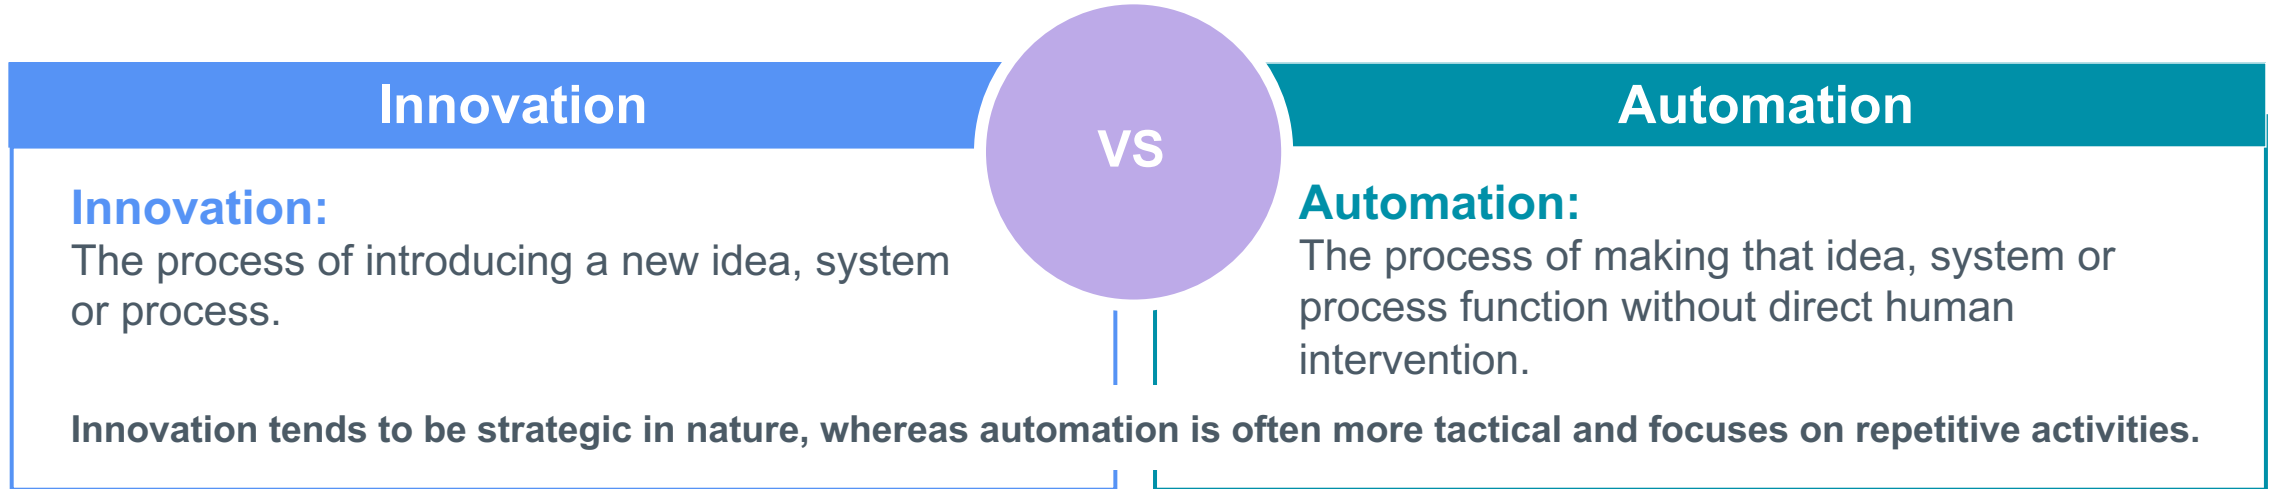 Innovation
VS
Automation
Innovation:
The process of introducing a new idea, system
or process.
Automation:
The process of making that idea, system or
process function without direct human
intervention.
Innovation tends to be strategic in nature, whereas automation is often more tactical and focuses on repetitive activities.